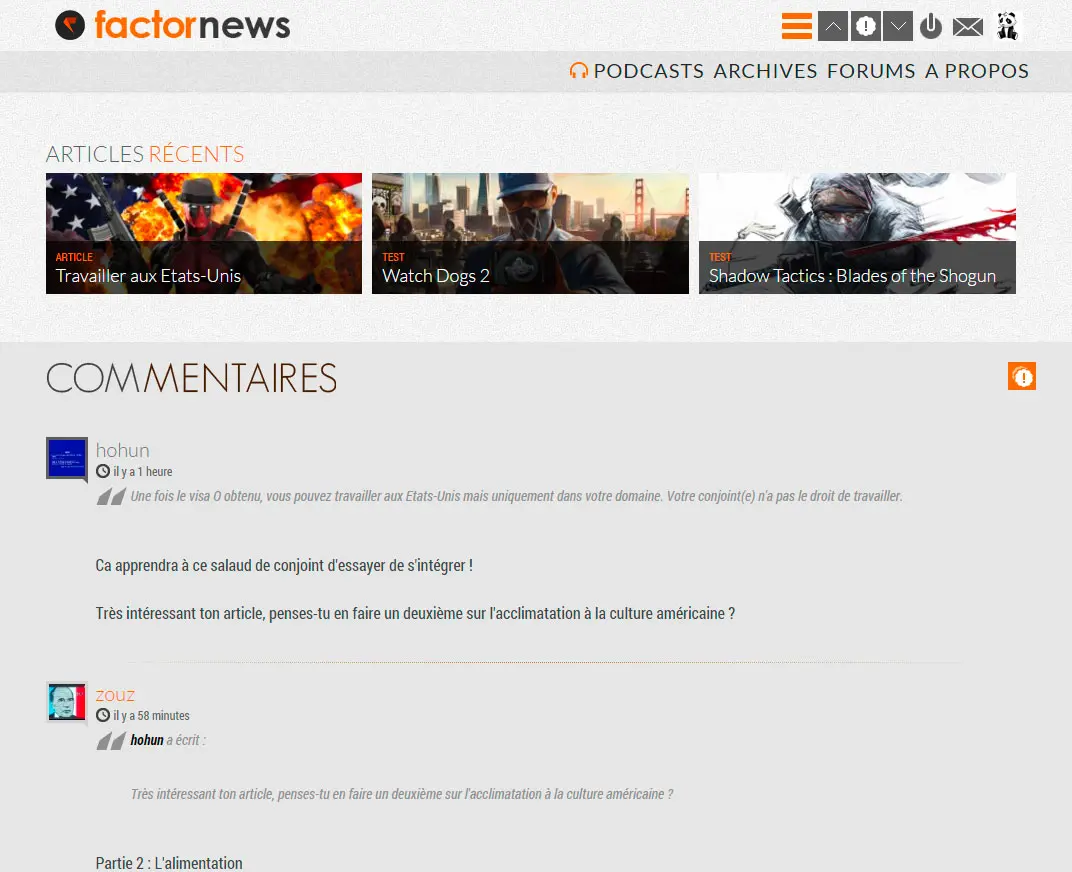 factornews
PODCASTS ARCHIVES FORUMS A PROPOS
ARTICLES RÉCENTS
ARTICLE
Travailler aux Etats-Unis
TEST
Watch Dogs 2
TEST
Shadow Tactics : Blades of the Shogun
COMMENTAIRES
hohun
il y a 1 heure
Une fois le visa O obtenu, vous pouvez travailler aux Etats-Unis mais uniquement dans votre domaine. Votre conjoint(e) n'a pas le droit de travailler.
Ca apprendra à ce salaud de conjoint d'essayer de s'intégrer !
Très intéressant ton article, penses-tu en faire un deuxième sur l'acclimatation à la culture américaine ?
zouz
il y a 58 minutes
hohun a écrit :
Très intéressant ton article, penses-tu en faire un deuxième sur l'acclimatation à la culture américaine ?
Partie 2 : L'alimentation